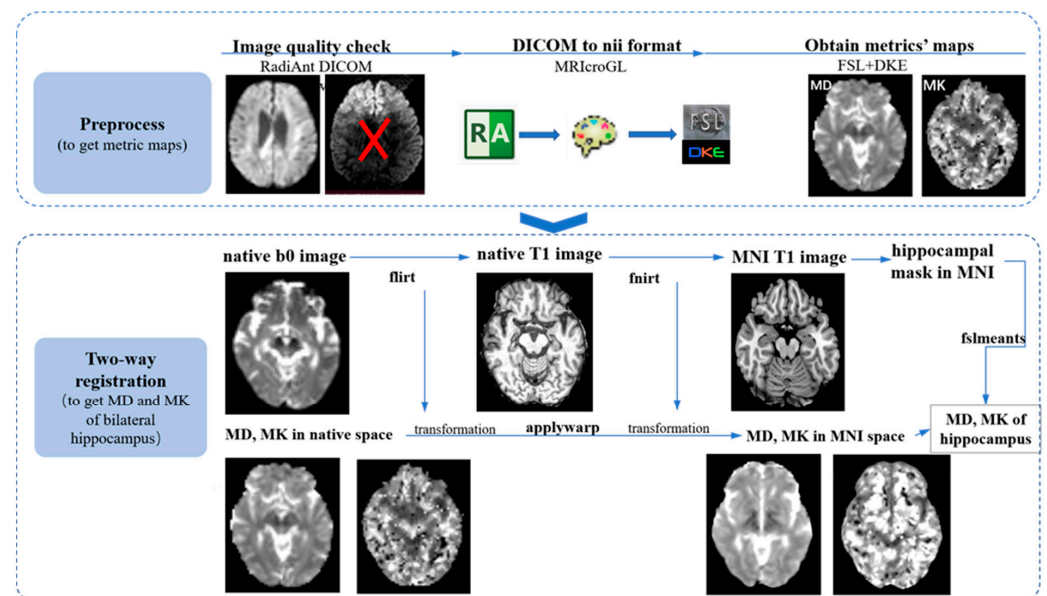 Image quality check
RadiAnt DICOM
DICOM to nii format
MRIcroGL
Obtain metrics' maps
FSL+DKE
Preprocess
(to get metric maps)
RA
FSL
DKE
MD
MK
native b0 image
native T1 image
MNI T1 image
hippocampal
mask in MNI
flirt
fnirt
fslmeants
Two-way
registration
(to get MD and MK
of bilateral
hippocampus)
MD, MK in native space
transformation
applywarp
transformation
MD, MK in MNI space
MD, MK of
hippocampus